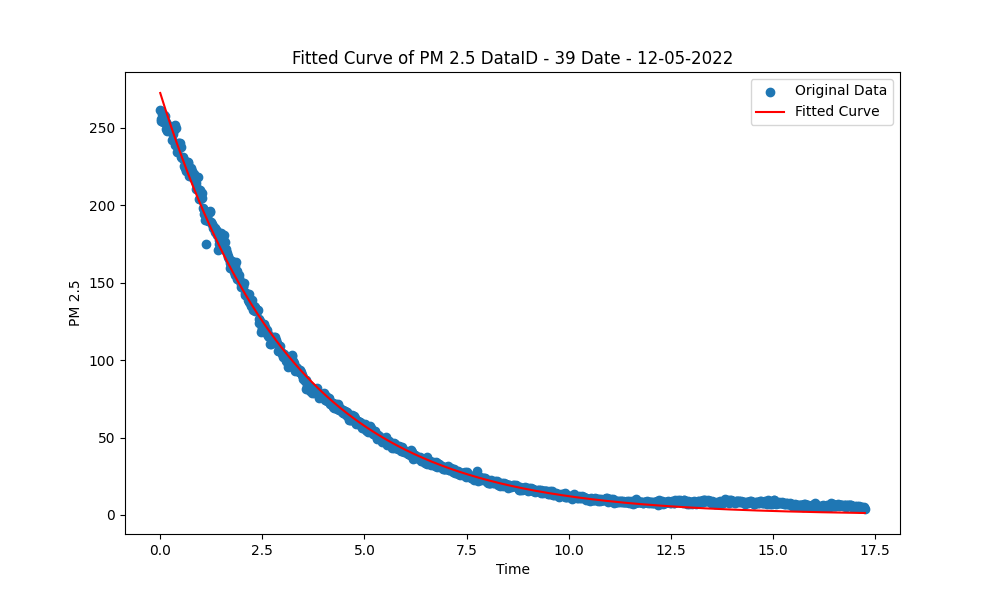 Fitted Curve of PM 2.5 DataID - 39 Date - 12-05-2022
Original Data
Fitted Curve
PM 2.5
250
200
150
100
50
0
0.0 2.5 5.0 7.5 10.0 12.5 15.0 17.5
Time